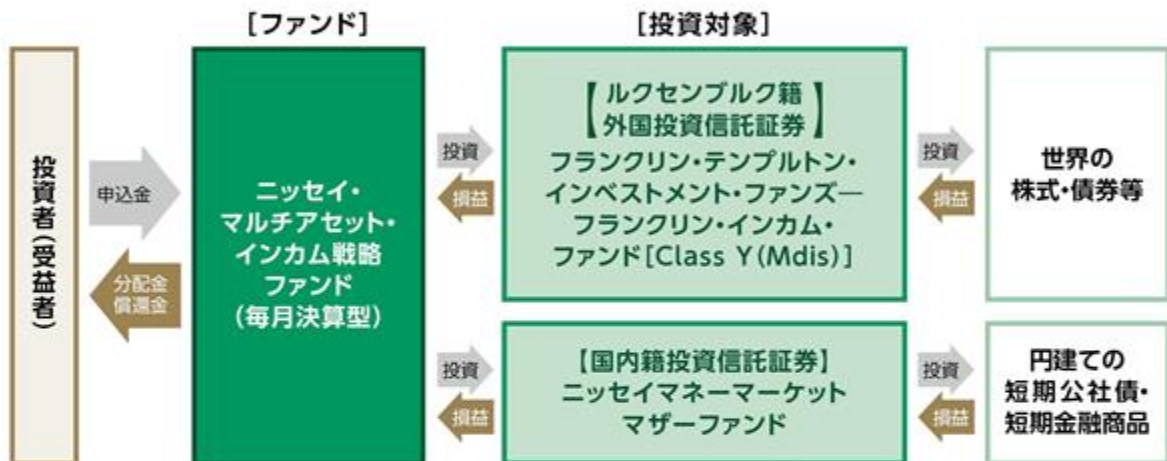 [ファンド]
[投資対象]
投資者(受益者)
申込金
分配金
償還金
ニッセイ・
マルチアセット・
インカム戦略
ファンド
(毎月決算型)
投資
損益
【ルクセンブルク籍
外国投資信託証券】
フランクリン・テンプルトン・
インベストメント・ファンズ―
フランクリン・インカム・
ファンド[Class Y(Mdis)]
投資
損益
世界の
株式・債券等
投資
損益
【国内籍投資信託証券】
ニッセイマネーマーケット
マザーファンド
投資
損益
円建ての
短期公社債・
短期金融商品